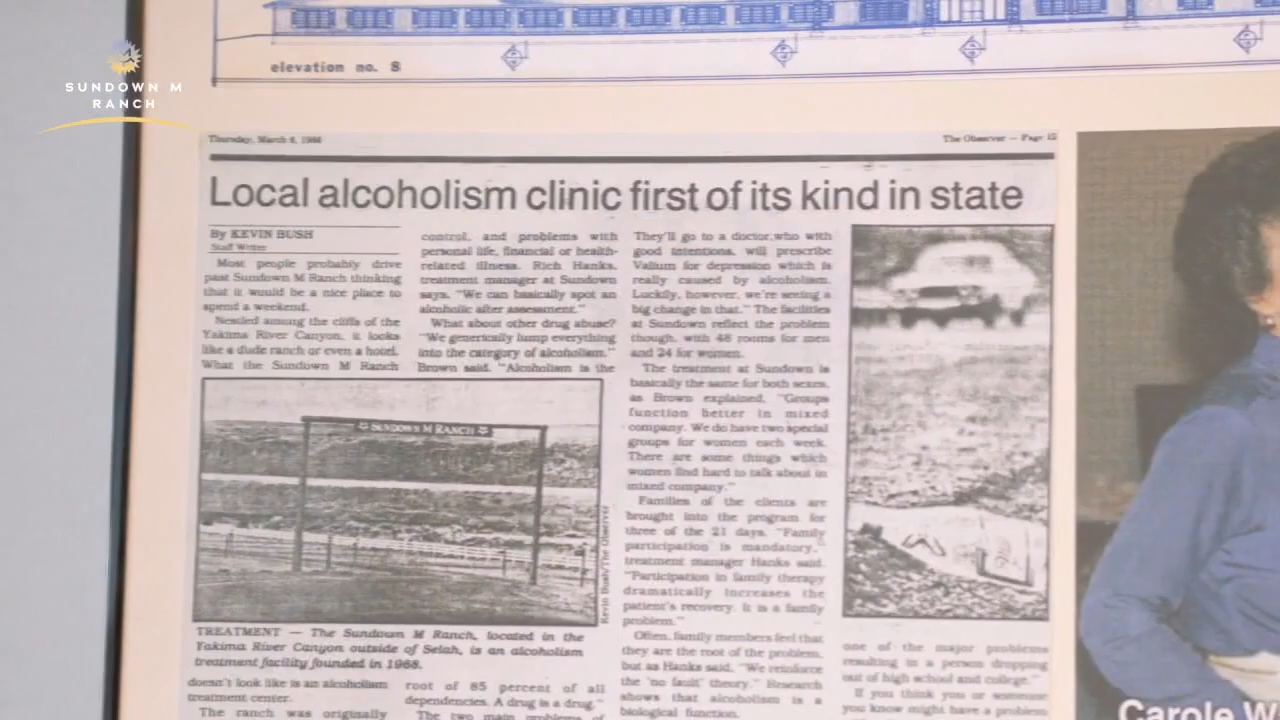 elevation no. 8
SUNDOWN M
RANCH
Thursday, March 6, 1986
The Observer — Page 12
Local alcoholism clinic first of its kind in state
By KEVIN BUSH
Staff Writer
Most people probably drive
past Sundown M Ranch thinking
that it would be a nice place to
spend a weekend.
Nestled among the cliffs of the
Yakima River Canyon, it looks
like a dude ranch or even a hotel.
What the Sundown M Ranch
SUNDOWN M RANCH
Kevin Bush/The Observer
TREATMENT — The Sundown M Ranch, located in the
Yakima River Canyon outside of Selah, is an alcoholism
treatment facility founded in 1968.
doesn't look like is an alcoholism
treatment center.
The ranch was originally
control, and problems with
personal life, financial or health-
related illness. Rich Hanks,
treatment manager at Sundown
says, "We can basically spot an
alcoholic after assessment."
What about other drug abuse?
"We generically lump everything
into the category of alcoholism."
Brown said. "Alcoholism is the
root of 85 percent of all
dependencies. A drug is a drug."
The two main problems of
They'll go to a doctor, who with
good intentions, will prescribe
Valium for depression which is
really caused by alcoholism.
Luckily, however, we're seeing a
big change in that." The facilities
at Sundown reflect the problem
though, with 48 rooms for men
and 24 for women.
The treatment at Sundown is
basically the same for both sexes,
as Brown explained, "Groups
function better in mixed
company. We do have two special
groups for women each week.
There are some things which
women find hard to talk about in
mixed company."
Families of the clients are
brought into the program for
three of the 21 days. "Family
participation is mandatory,"
treatment manager Hanks said.
"Participation in family therapy
dramatically increases the
patient's recovery. It is a family
problem."
Often, family members feel that
they are the root of the problem,
but as Hanks said, "We reinforce
the 'no fault' theory." Research
shows that alcoholism is a
biological function.
one of the major problems
resulting in a person dropping
out of high school and college."
If you think you or someone
you know might have a problem
Carole W